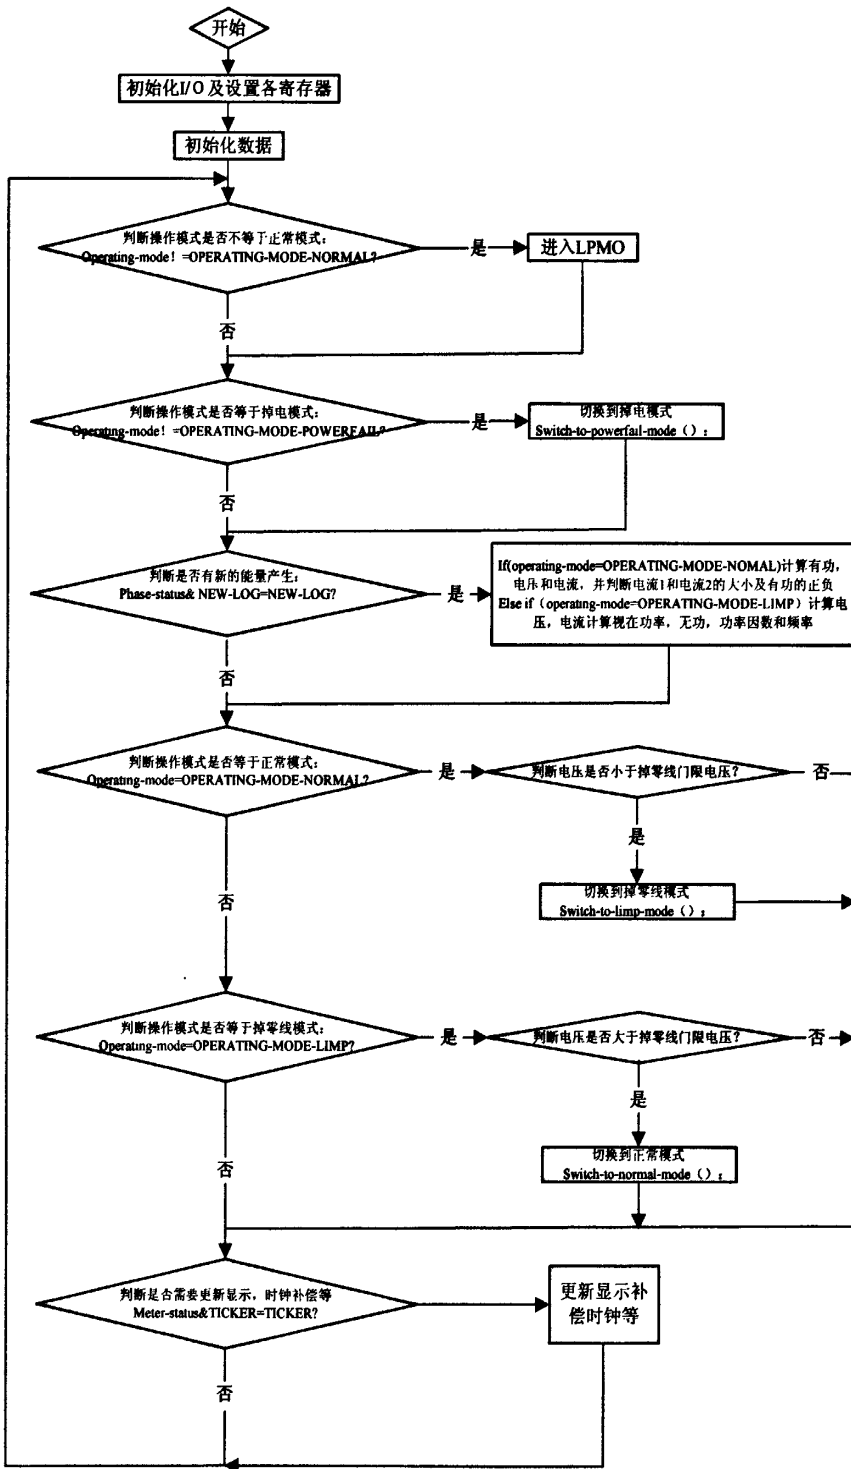 开始
初始化I/O及设置各寄存器
初始化数据
判断操作模式是否不等于正常模式:
Operating-mode！=OPERATING-MODE-NORMAL?
是
进入LPMO
否
判断操作模式是否等于掉电模式:
Operating-mode！=OPERATING-MODE-POWERFAIL?
是
切换到掉电模式
Switch-to-powerfail-mode（）;
否
判断是否有新的能量产生:
Phase-status& NEW-LOG=NEW-LOG?
是
If(operating-mode=OPERATING-MODE-NOMAL)计算有功,
电压和电流, 并判断电流1和电流2的大小及有功的正负
Else if（operating-mode=OPERATING-MODE-LIMP）计算电
压, 电流计算视在功率, 无功, 功率因数和频率
否
判断操作模式是否等于正常模式:
Operating-mode=OPERATING-MODE-NORMAL?
是
判断电压是否小于掉零线门限电压?
否
是
切换到掉零线模式
Switch-to-limp-mode（）;
否
判断操作模式是否等于掉零线模式:
Operating-mode=OPERATING-MODE-LIMP?
是
判断电压是否大于掉零线门限电压?
否
是
切换到正常模式
Switch-to-normal-mode（）;
否
判断是否需要更新显示, 时钟补偿等
Meter-status&TICKER=TICKER?
更新显示补
偿时钟等
否